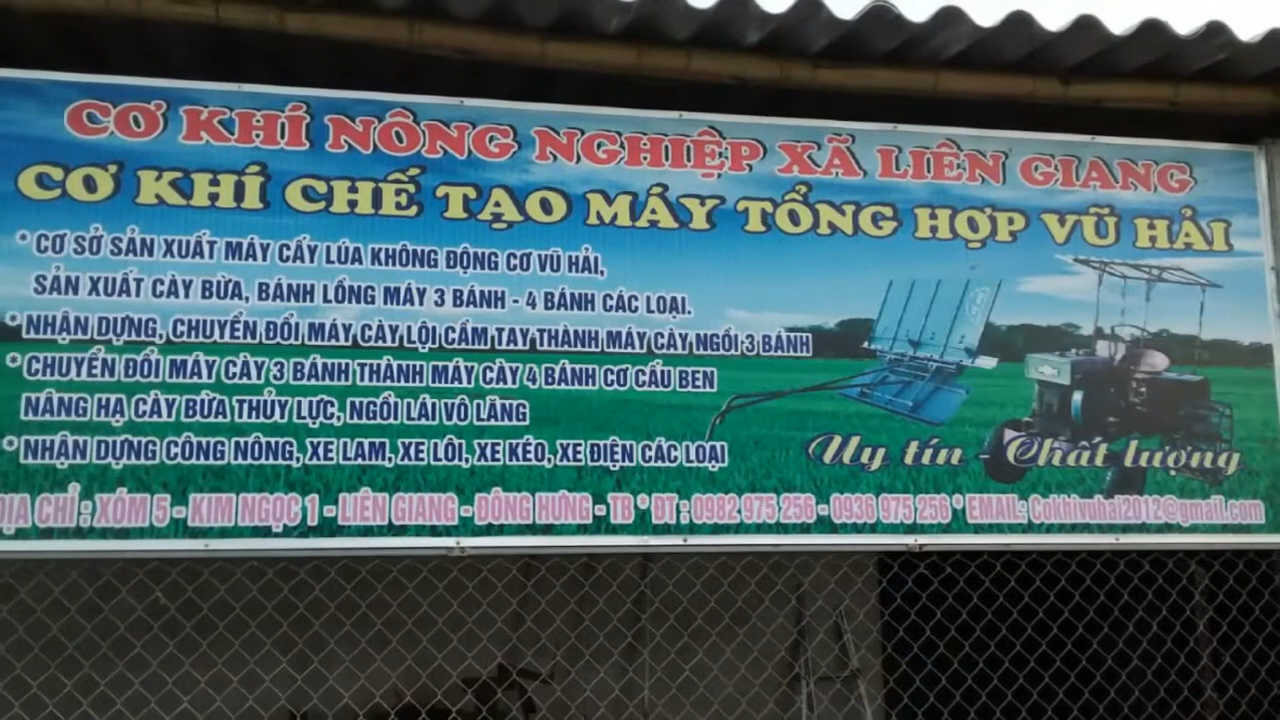 CƠ KHÍ NÔNG NGHIỆP XÃ LIÊN GIANG
CƠ KHÍ CHẾ TẠO MÁY TỔNG HỢP VŨ HẢI
* CƠ SỞ SẢN XUẤT MÁY CẤY LÚA KHÔNG ĐỘNG CƠ VŨ HẢI,
SẢN XUẤT CÀY BỪA, BÁNH LỒNG MÁY 3 BÁNH - 4 BÁNH CÁC LOẠI.
* NHẬN DỰNG, CHUYỂN ĐỔI MÁY CÀY LỘI CẦM TAY THÀNH MÁY CÀY NGỒI 3 BÁNH
* CHUYỂN ĐỔI MÁY CÀY 3 BÁNH THÀNH MÁY CÀY 4 BÁNH CƠ CẤU BEN
NÂNG HẠ CÀY BỪA THỦY LỰC, NGỒI LÁI VÔ LĂNG
* NHẬN DỰNG CÔNG NÔNG, XE LAM, XE LÔI, XE KÉO, XE ĐIỆN CÁC LOẠI
Uy tín - Chất lượng
ĐỊA CHỈ : XÓM 5 - KIM NGỌC 1 - LIÊN GIANG - ĐÔNG HƯNG - TB * ĐT : 0982 975 256 - 0936 975 256 * EMAIL: Cokhivuhai2012@gmail.com